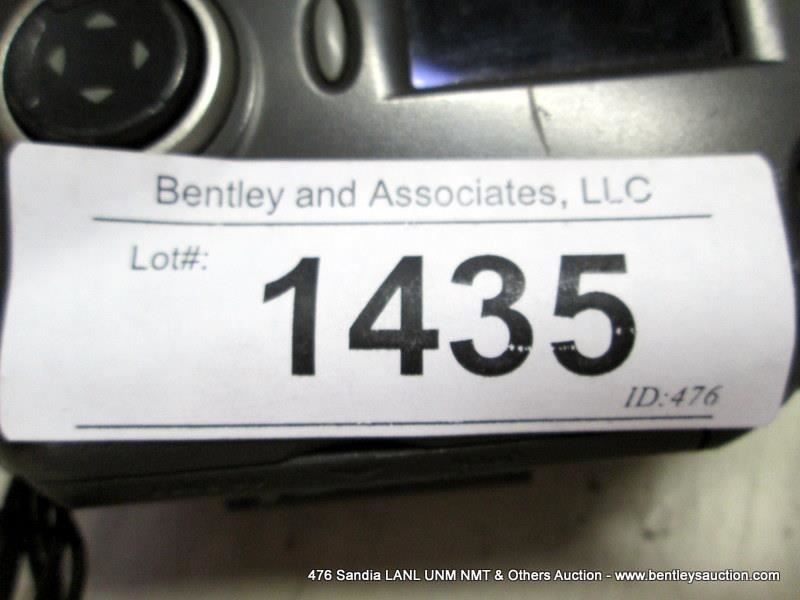 Bentley and Associates, LLC
Lot#:
1435
ID:476
476 Sandia LANL UNM NMT & Others Auction - www.bentleysauction.com